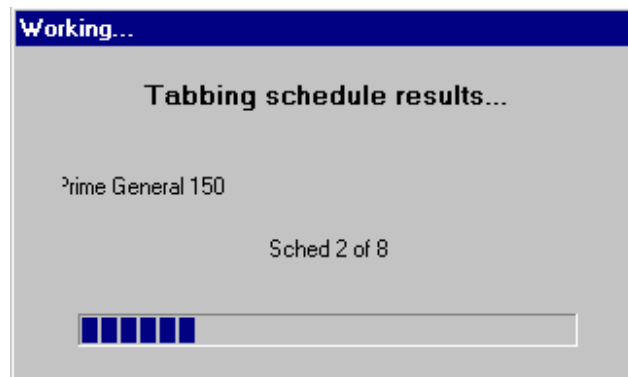 Working...
Tabbing schedule results...
Prime General 150
Sched 2 of 8